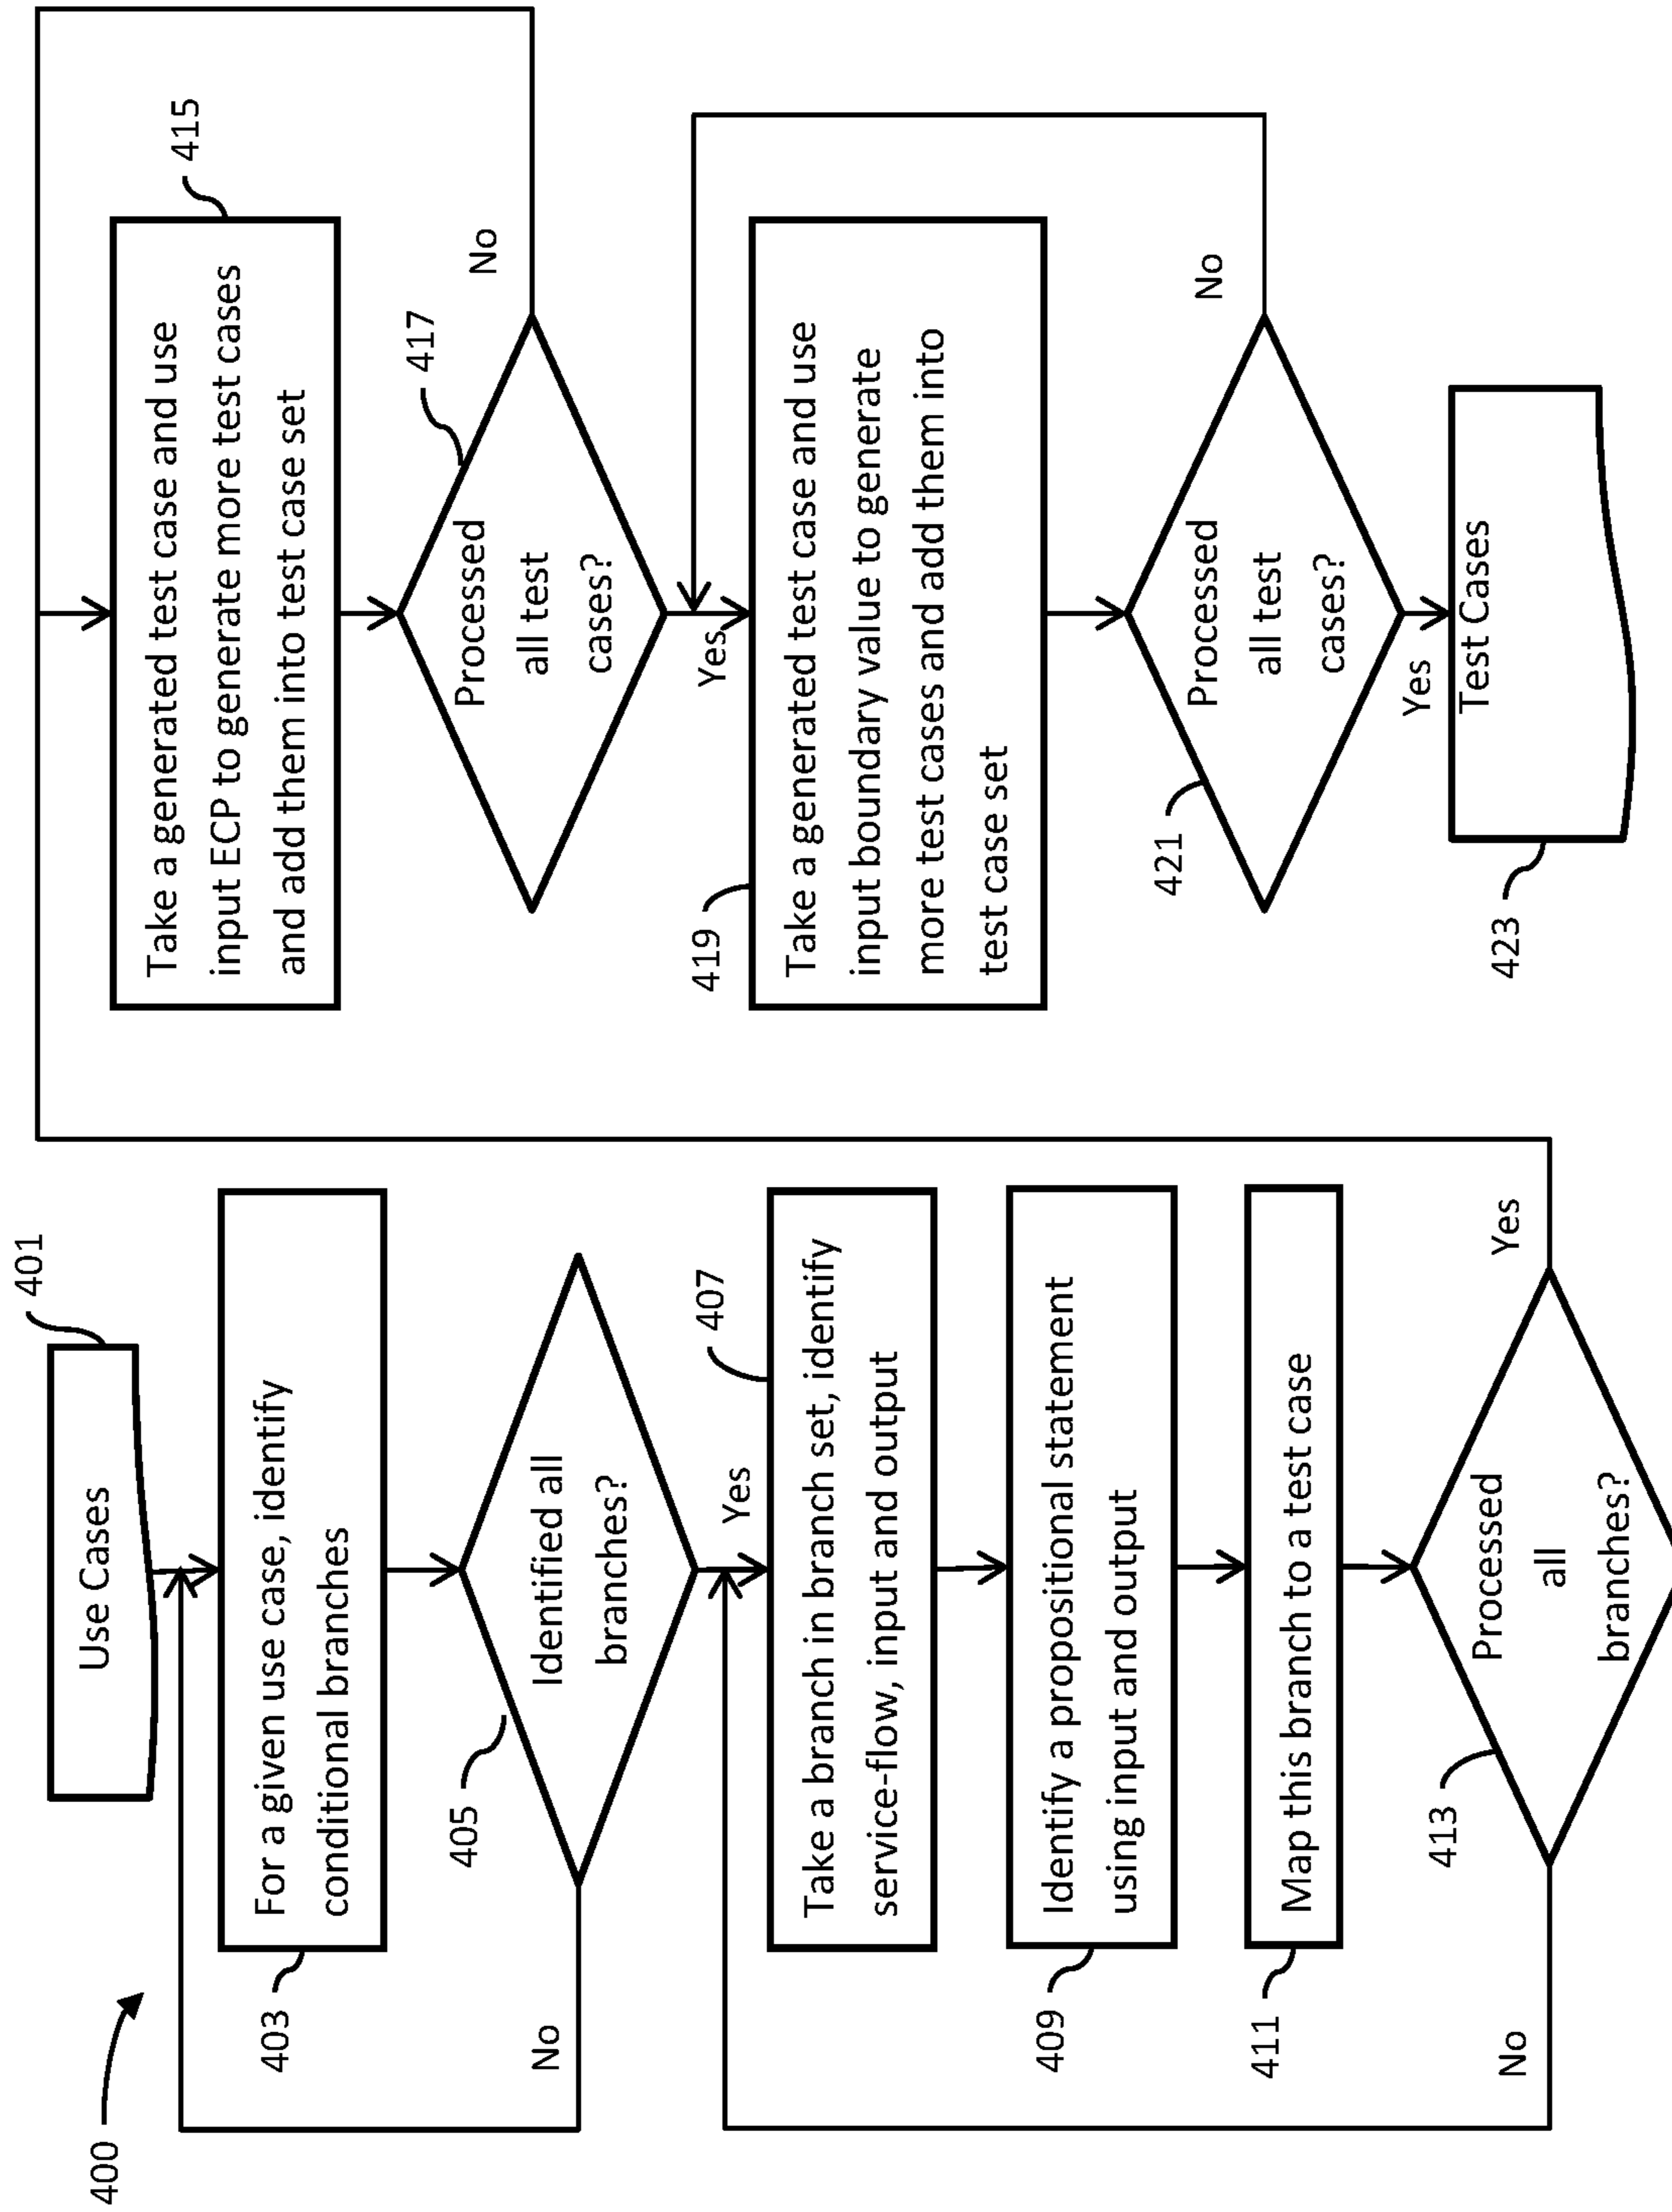 400
Use Cases
401
For a given use case, identify
conditional branches
403
Identified all
branches?
405
No
Yes
Take a branch in branch set, identify
service-flow, input and output
407
Identify a propositional statement
using input and output
409
Map this branch to a test case
411
Processed
all
branches?
413
No
Yes
Take a generated test case and use
input ECP to generate more test cases
and add them into test case set
415
Processed
all test
cases?
417
No
Yes
Take a generated test case and use
input boundary value to generate
more test cases and add them into
test case set
419
Processed
all test
cases?
421
No
Yes
Test Cases
423